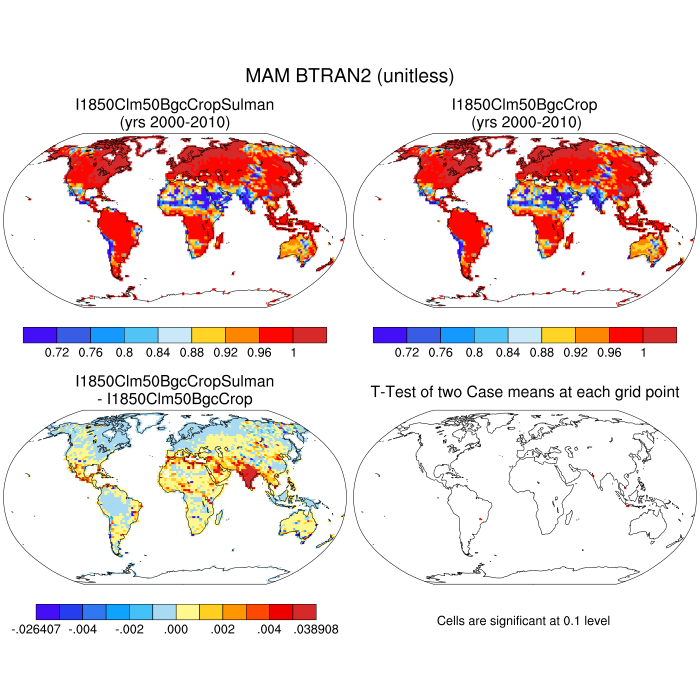 MAM BTRAN2 (unitless)
I1850Clm50BgcCropSulman
(yrs 2000-2010)
I1850Clm50BgcCrop
(yrs 2000-2010)
0.72 0.76 0.8 0.84 0.88 0.92 0.96 1
0.72 0.76 0.8 0.84 0.88 0.92 0.96 1
I1850Clm50BgcCropSulman
- I1850Clm50BgcCrop
T-Test of two Case means at each grid point
-.026407 -.004 -.002 .000 .002 .004 .038908
Cells are significant at 0.1 level